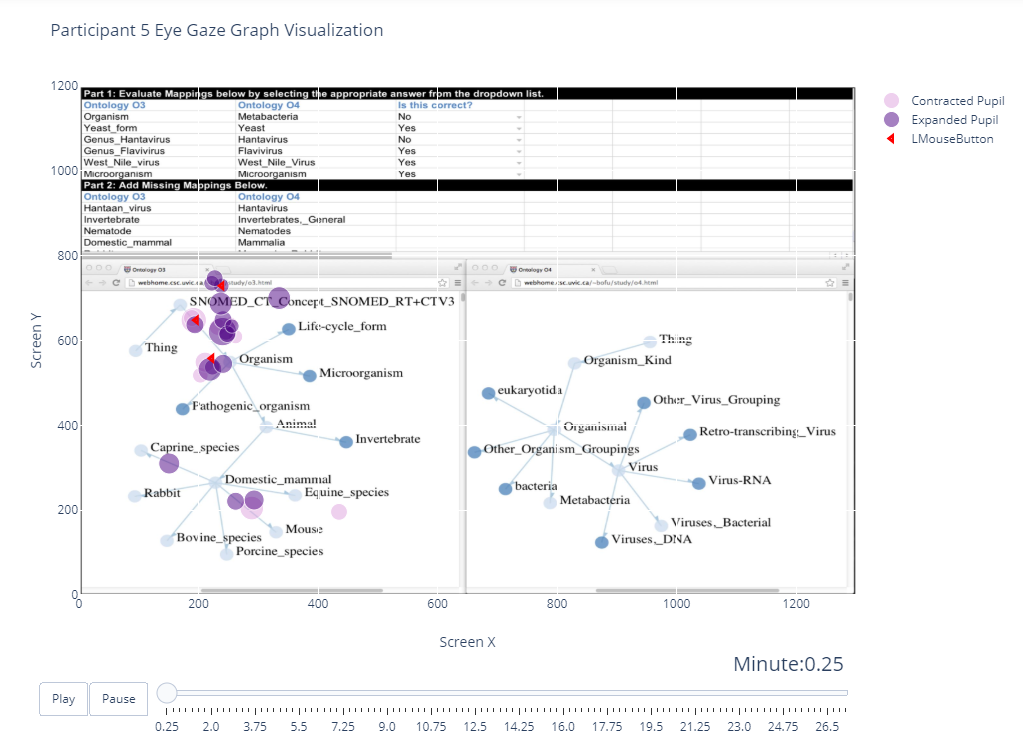 Participant 5 Eye Gaze Graph Visualization
1200
Part 1: Evaluate Mappings below by selecting the appropriate answer from the dropdown list.
Ontology O3 Ontology O4 Is this correct?
Organism Metabacteria No
Yeast_form Yeast Yes
Genus_Hantavirus Hantavirus No
Genus_Flavivirus Flavivirus Yes
West_Nile_virus West_Nile_Virus Yes
1000 Microorganism Microorganism Yes
Part 2: Add Missing Mappings Below.
Ontology O3 Ontology O4
Hantaan_virus Hantavirus
Invertebrate Invertebrates,_General
Nematode Nematodes
Domestic_mammal Mammalia
800
Ontology O3 Ontology O4
webhome.csc.uvic.ca study/o3.html webhome.csc.uvic.ca/~bofu/study/o4.html
SNOMED_CT_Concept_SNOMED_RT+CTV3
Life-cycle_form
600 Thing Thing
Organism Organism_Kind
Microorganism
eukaryotida Other_Virus_Grouping
Pathogenic_organism
400 Animal Organismal Retro-transcribing_Virus
Invertebrate
Caprine_species Other_Organism_Groupings
Virus
Domestic_mammal Virus-RNA
Rabbit Equine_species bacteria
200 Metabacteria
Mouse Viruses,_Bacterial
Bovine_species Viruses,_DNA
Porcine_species
0
0 200 400 600 800 1000 1200
Screen X
Screen Y
Contracted Pupil
Expanded Pupil
LMouseButton
Minute:0.25
Play Pause
0.25 2.0 3.75 5.5 7.25 9.0 10.75 12.5 14.25 16.0 17.75 19.5 21.25 23.0 24.75 26.5